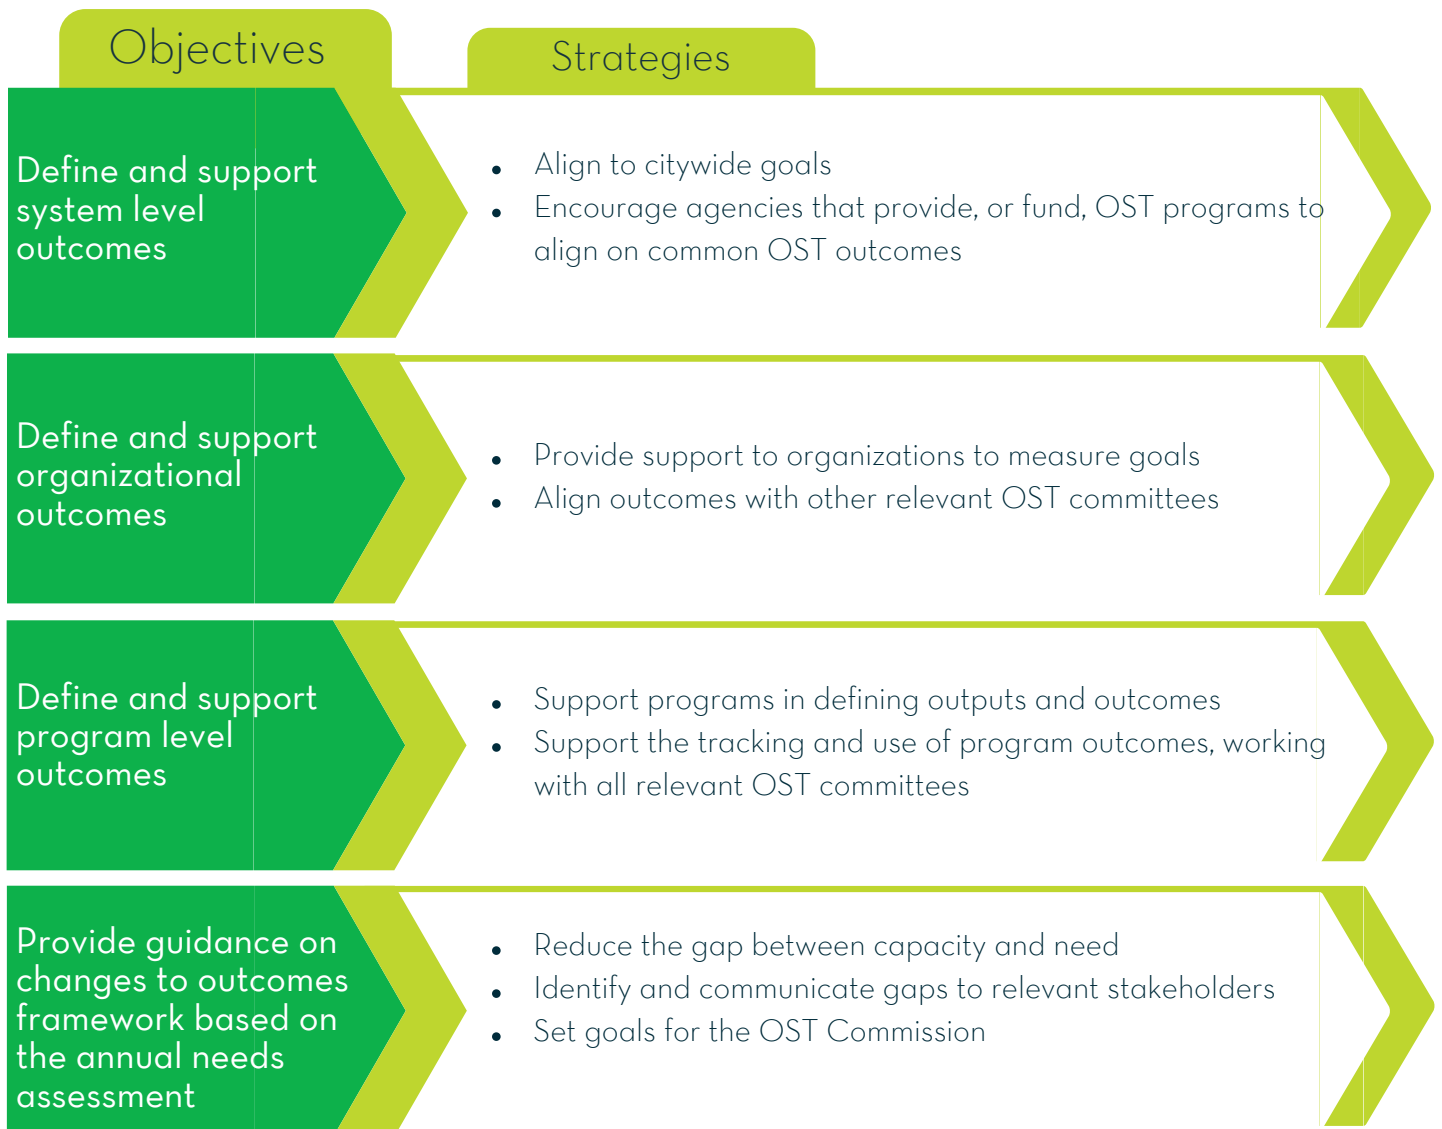 Objectives
Strategies
Define and support
system level
outcomes
• Align to citywide goals
• Encourage agencies that provide, or fund, OST programs to
align on common OST outcomes
Define and support
organizational
outcomes
• Provide support to organizations to measure goals
• Align outcomes with other relevant OST committees
Define and support
program level
outcomes
• Support programs in defining outputs and outcomes
• Support the tracking and use of program outcomes, working
with all relevant OST committees
Provide guidance on
changes to outcomes
framework based on
the annual needs
assessment
• Reduce the gap between capacity and need
• Identify and communicate gaps to relevant stakeholders
• Set goals for the OST Commission